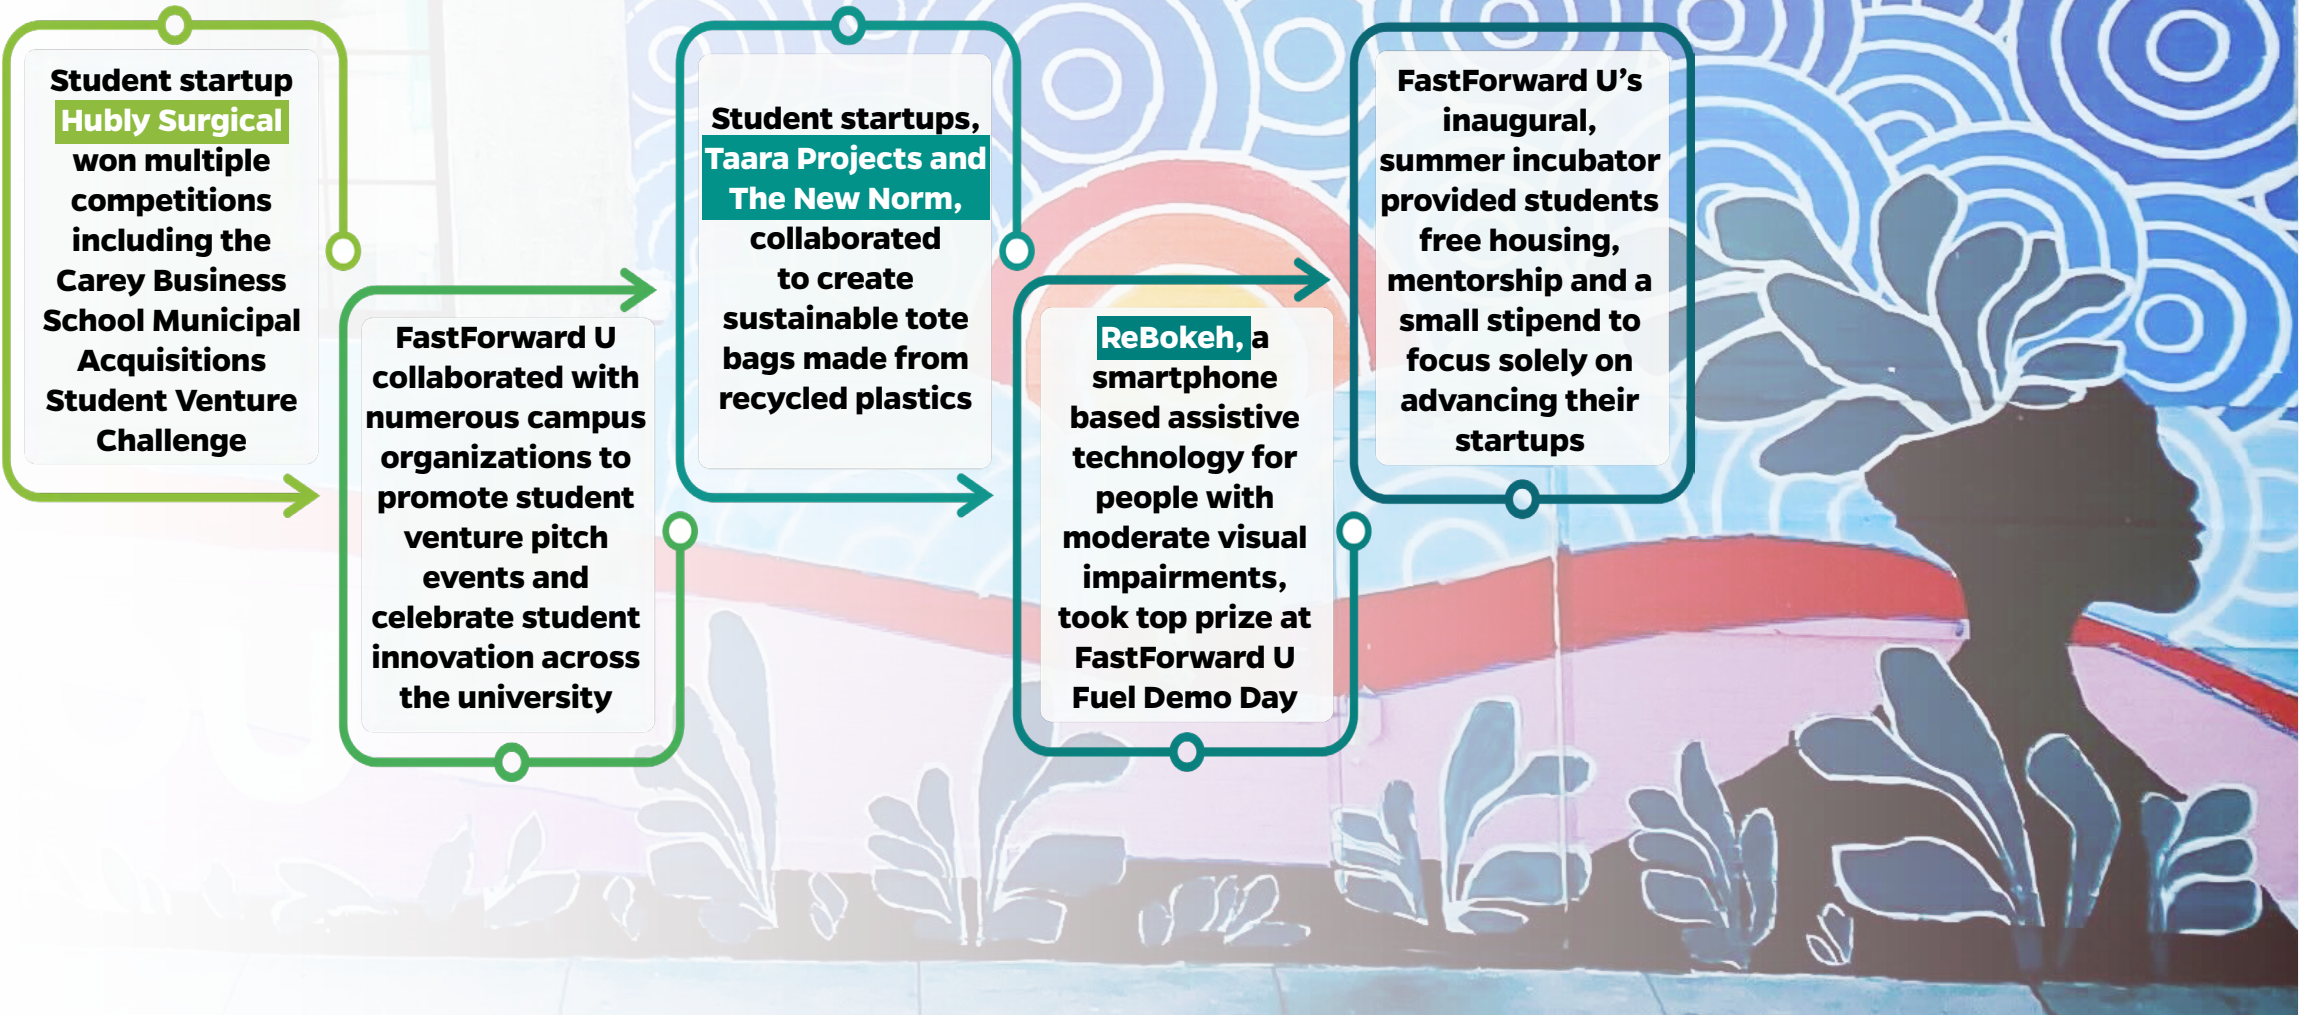 Student startup
Hubly Surgical
won multiple
competitions
including the
Carey Business
School Municipal
Acquisitions
Student Venture
Challenge
FastForward U
collaborated with
numerous campus
organizations to
promote student
venture pitch
events and
celebrate student
innovation across
the university
Student startups,
Taara Projects and
The New Norm,
collaborated
to create
sustainable tote
bags made from
recycled plastics
ReBokeh, a
smartphone
based assistive
technology for
people with
moderate visual
impairments,
took top prize at
FastForward U
Fuel Demo Day
FastForward U’s
inaugural,
summer incubator
provided students
free housing,
mentorship and a
small stipend to
focus solely on
advancing their
startups